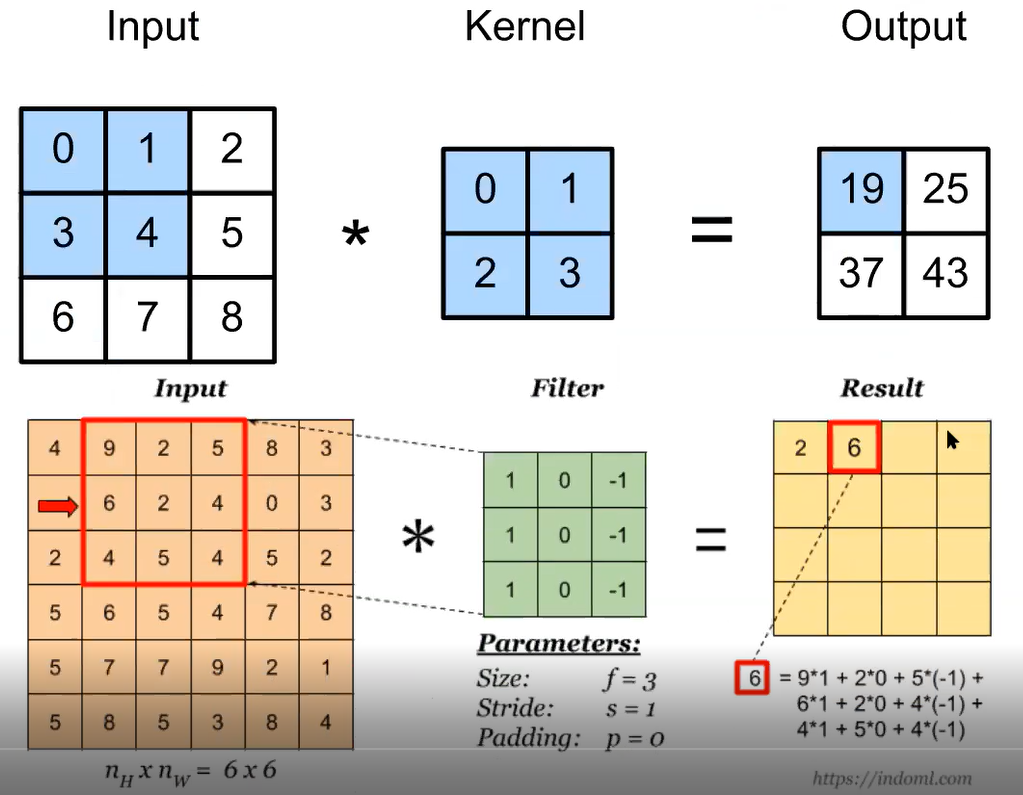 Input Kernel Output
0 1 2
3 4 5
6 7 8
*
0 1
2 3
=
19 25
37 43
Input Filter Result
4 9 2 5 8 3
6 2 4 0 3
2 4 5 4 5 2
5 6 5 4 7 8
5 7 7 9 2 1
5 8 5 3 8 4
n_H x n_W = 6 x 6
*
1 0 -1
1 0 -1
1 0 -1
Parameters:
Size: f = 3
Stride: s = 1
Padding: p = 0
=
2 6
6 = 9*1 + 2*0 + 5*(-1) +
6*1 + 2*0 + 4*(-1) +
4*1 + 5*0 + 4*(-1)
https://indoml.com